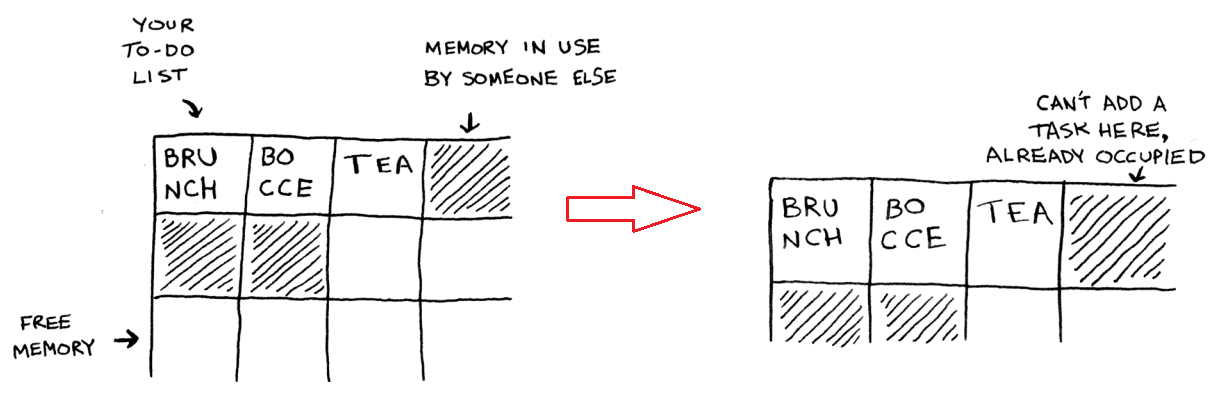 YOUR
TO-DO
LIST
MEMORY IN USE
BY SOMEONE ELSE
BRU
NCH
BO
CCE
TEA
FREE
MEMORY
CAN'T ADD A
TASK HERE,
ALREADY OCCUPIED
BRU
NCH
BO
CCE
TEA